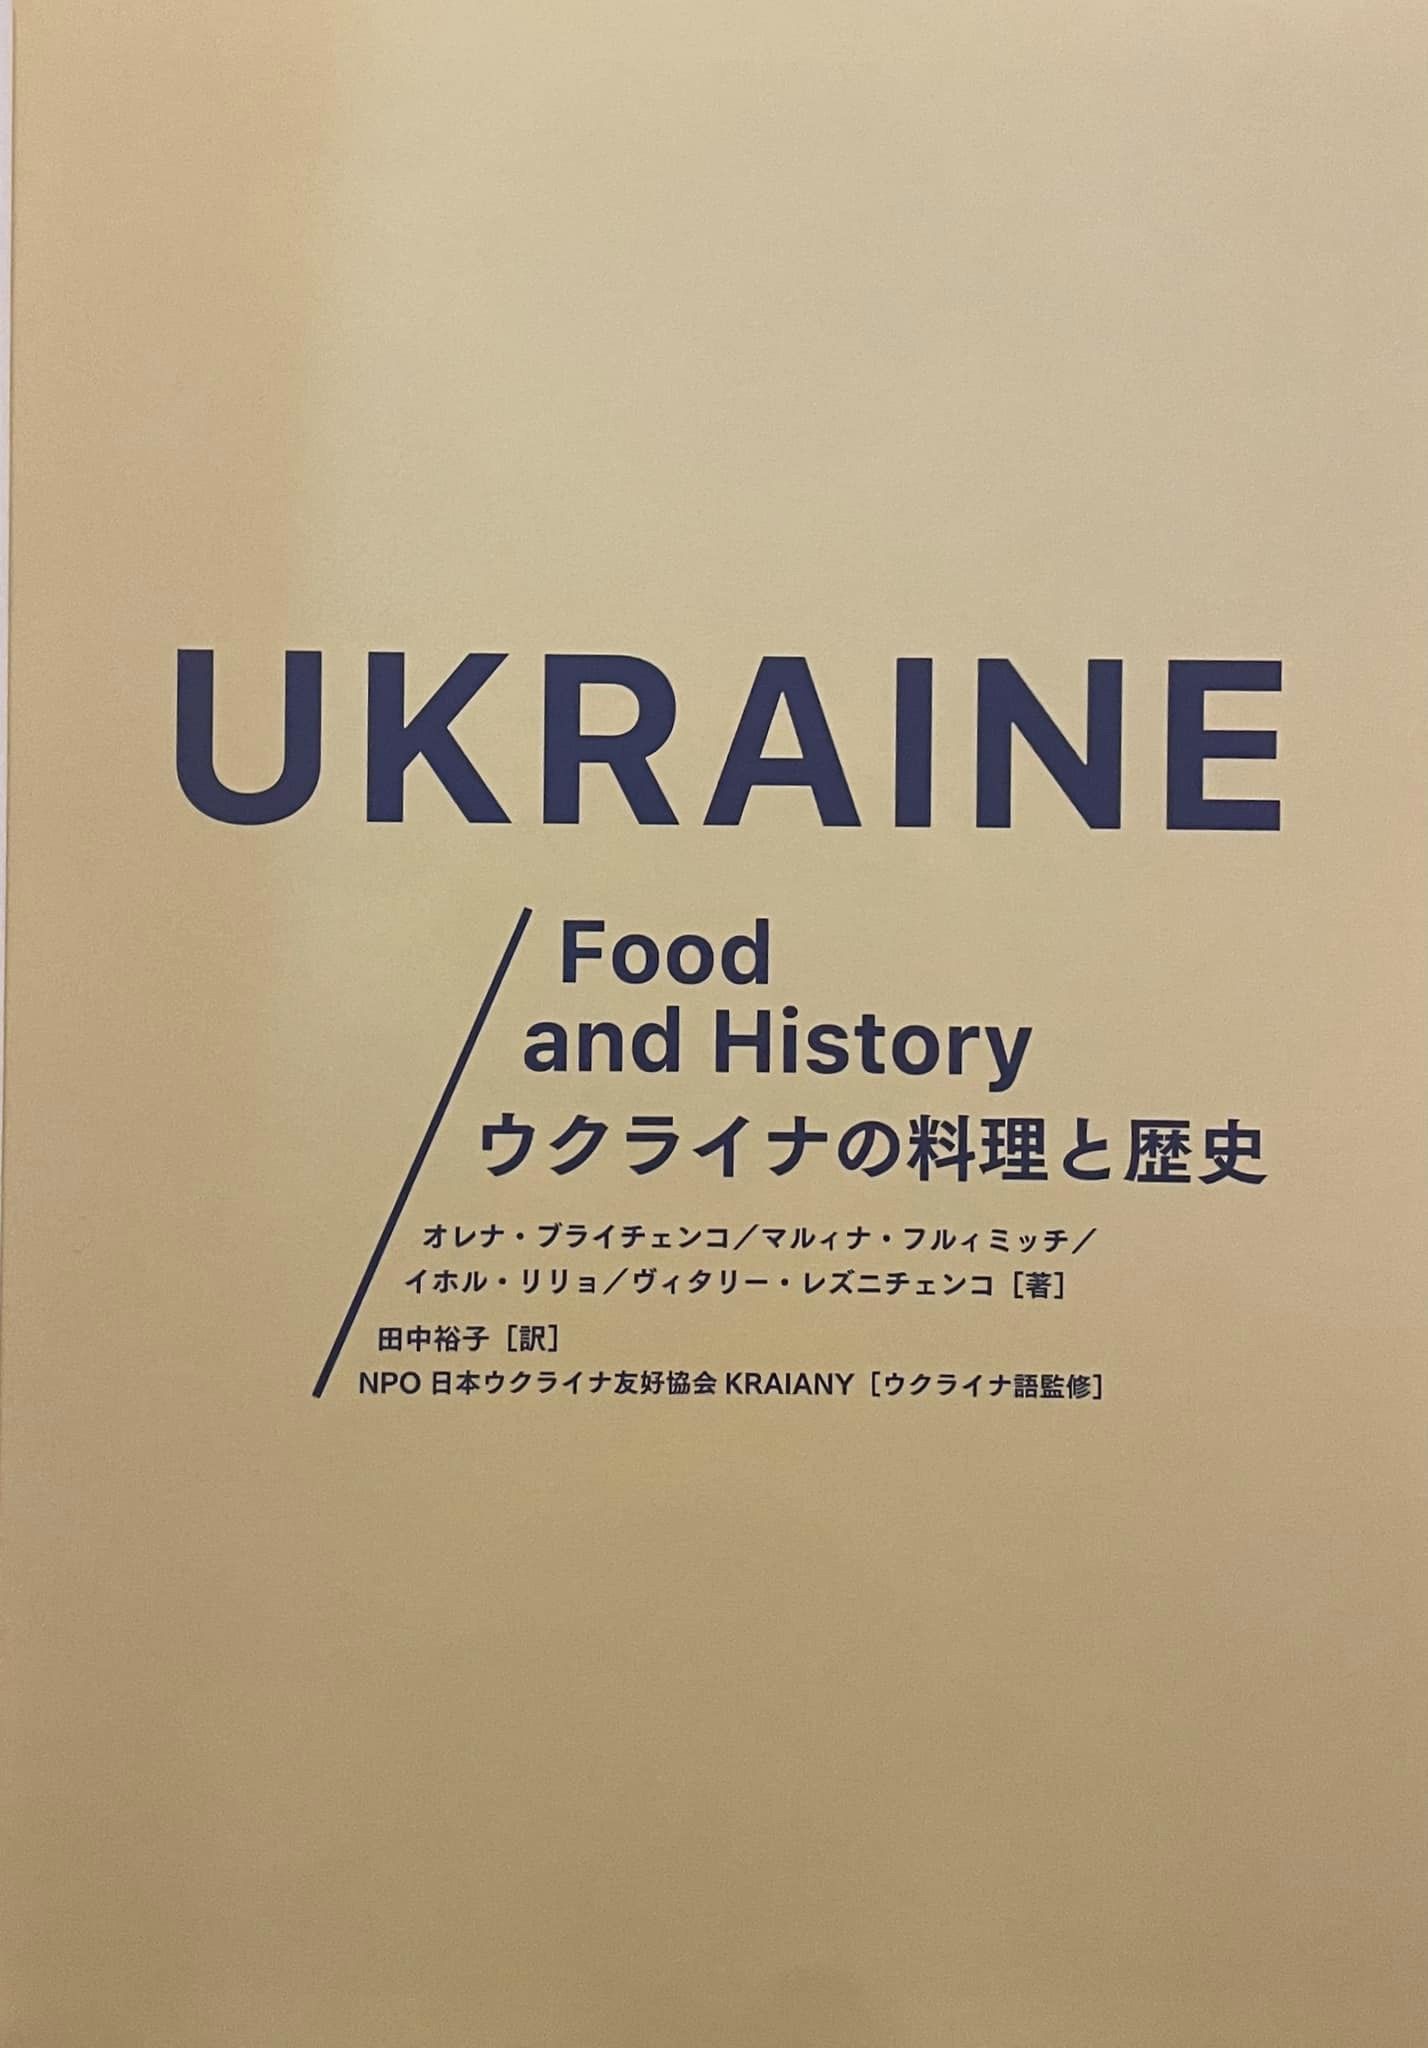 UKRAINE
Food
and History
ウクライナの料理と歴史
オレナ・ブライチェンコ／マルィナ・フルィミッチ／
イホル・リリョ／ヴィタリー・レズニチェンコ［著］
田中裕子［訳］
NPO 日本ウクライナ友好協会 KRAIANY［ウクライナ語監修］